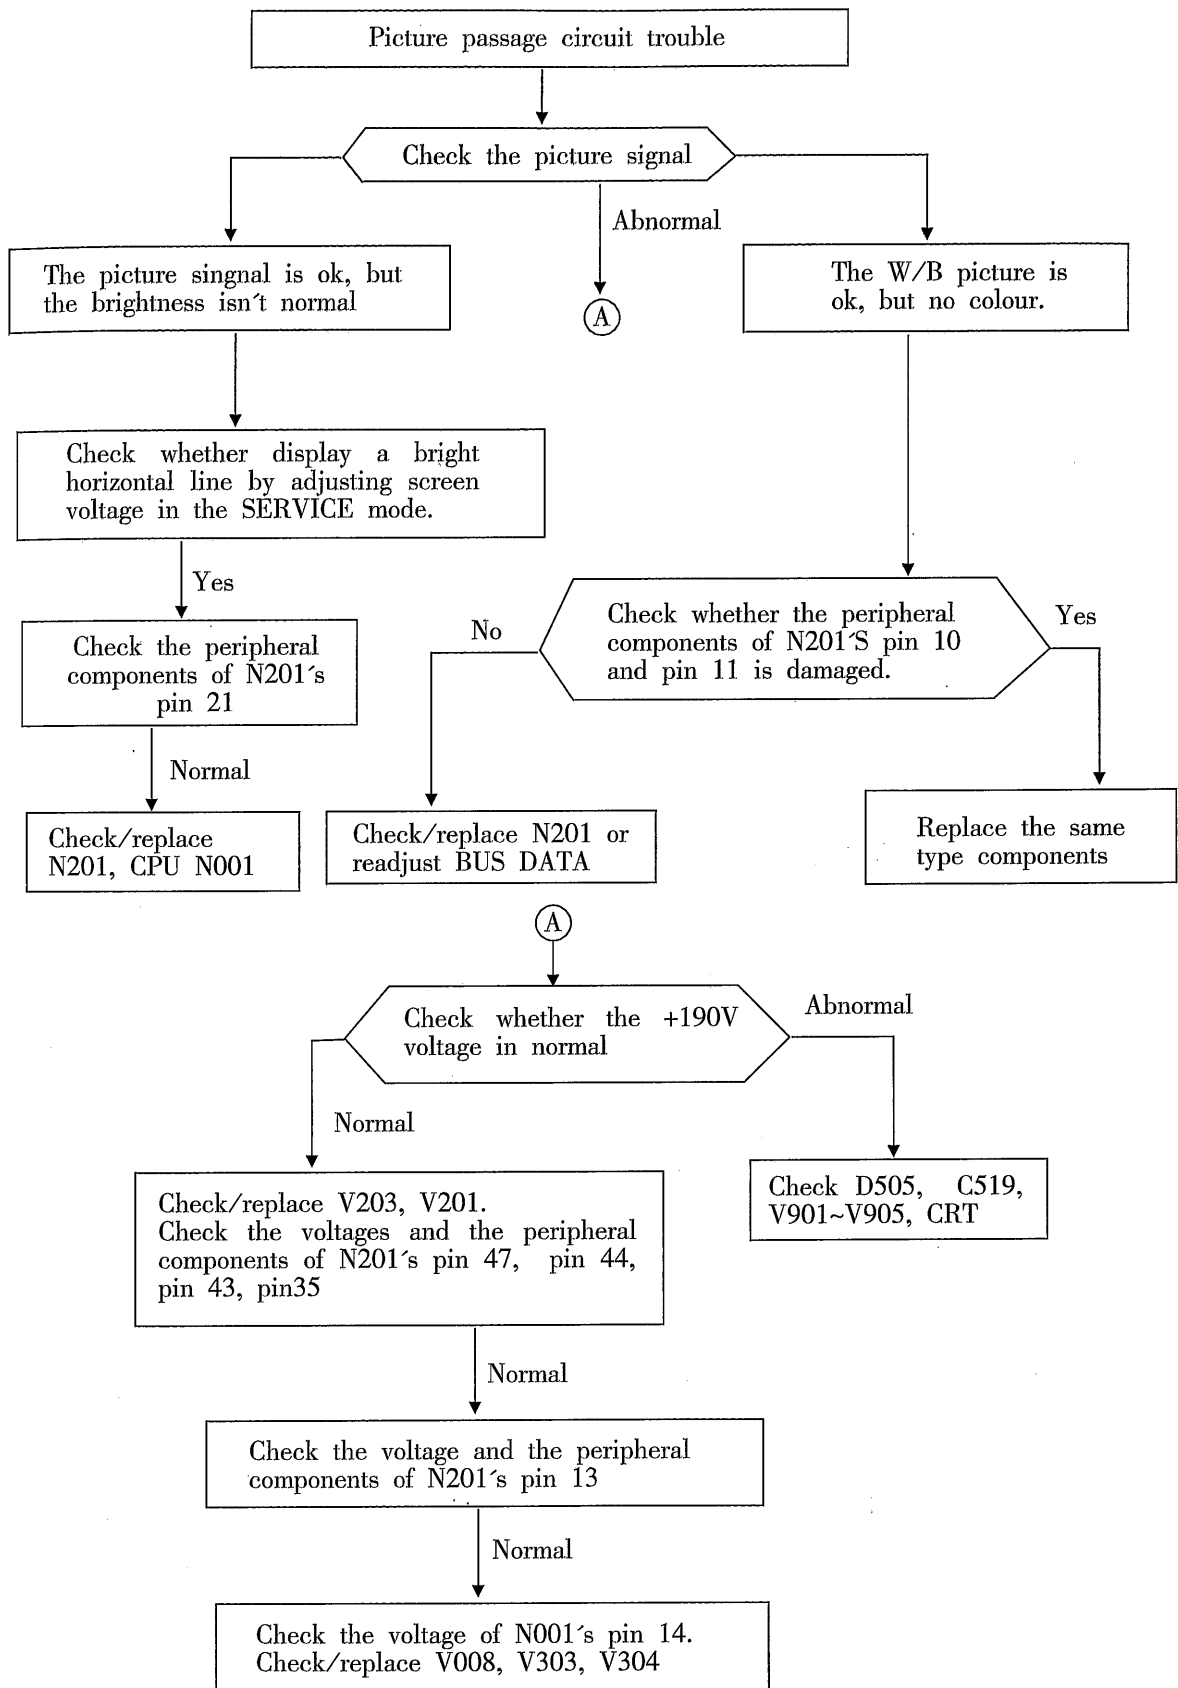 Picture passage circuit trouble
Check the picture signal
Abnormal
The picture singnal is ok, but
the brightness isn´t normal
A
The W/B picture is
ok, but no colour.
Check whether display a bright
horizontal line by adjusting screen
voltage in the SERVICE mode.
Yes
Check the peripheral
components of N201´s
pin 21
Normal
Check/replace
N201, CPU N001
No
Check whether the peripheral
components of N201´S pin 10
and pin 11 is damaged.
Yes
Check/replace N201 or
readjust BUS DATA
Replace the same
type components
A
Check whether the +190V
voltage in normal
Abnormal
Normal
Check D505, C519,
V901~V905, CRT
Check/replace V203, V201.
Check the voltages and the peripheral
components of N201´s pin 47, pin 44,
pin 43, pin35
Normal
Check the voltage and the peripheral
components of N201´s pin 13
Normal
Check the voltage of N001´s pin 14.
Check/replace V008, V303, V304